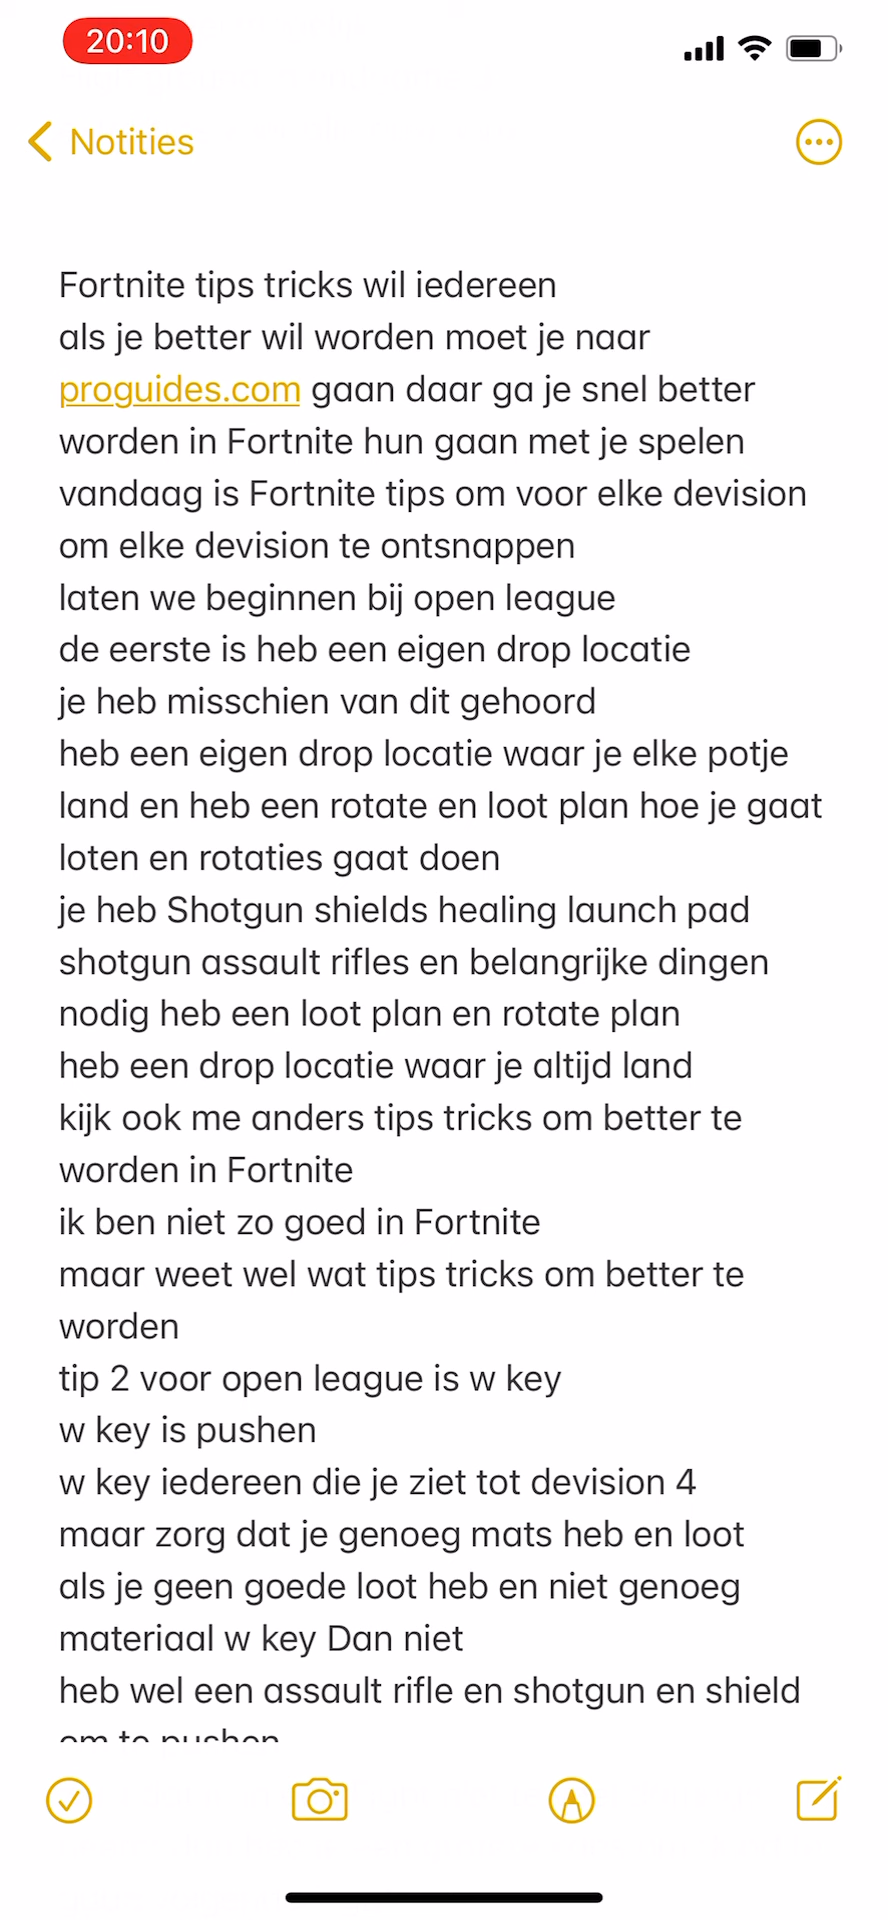 20:10
Notities
Fortnite tips tricks wil iedereen
als je better wil worden moet je naar
proguides.com gaan daar ga je snel better
worden in Fortnite hun gaan met je spelen
vandaag is Fortnite tips om voor elke devision
om elke devision te ontsnappen
laten we beginnen bij open league
de eerste is heb een eigen drop locatie
je heb misschien van dit gehoord
heb een eigen drop locatie waar je elke potje
land en heb een rotate en loot plan hoe je gaat
loten en rotaties gaat doen
je heb Shotgun shields healing launch pad
shotgun assault rifles en belangrijke dingen
nodig heb een loot plan en rotate plan
heb een drop locatie waar je altijd land
kijk ook me anders tips tricks om better te
worden in Fortnite
ik ben niet zo goed in Fortnite
maar weet wel wat tips tricks om better te
worden
tip 2 voor open league is w key
w key is pushen
w key iedereen die je ziet tot devision 4
maar zorg dat je genoeg mats heb en loot
als je geen goede loot heb en niet genoeg
materiaal w key Dan niet
heb wel een assault rifle en shotgun en shield
om te pushen